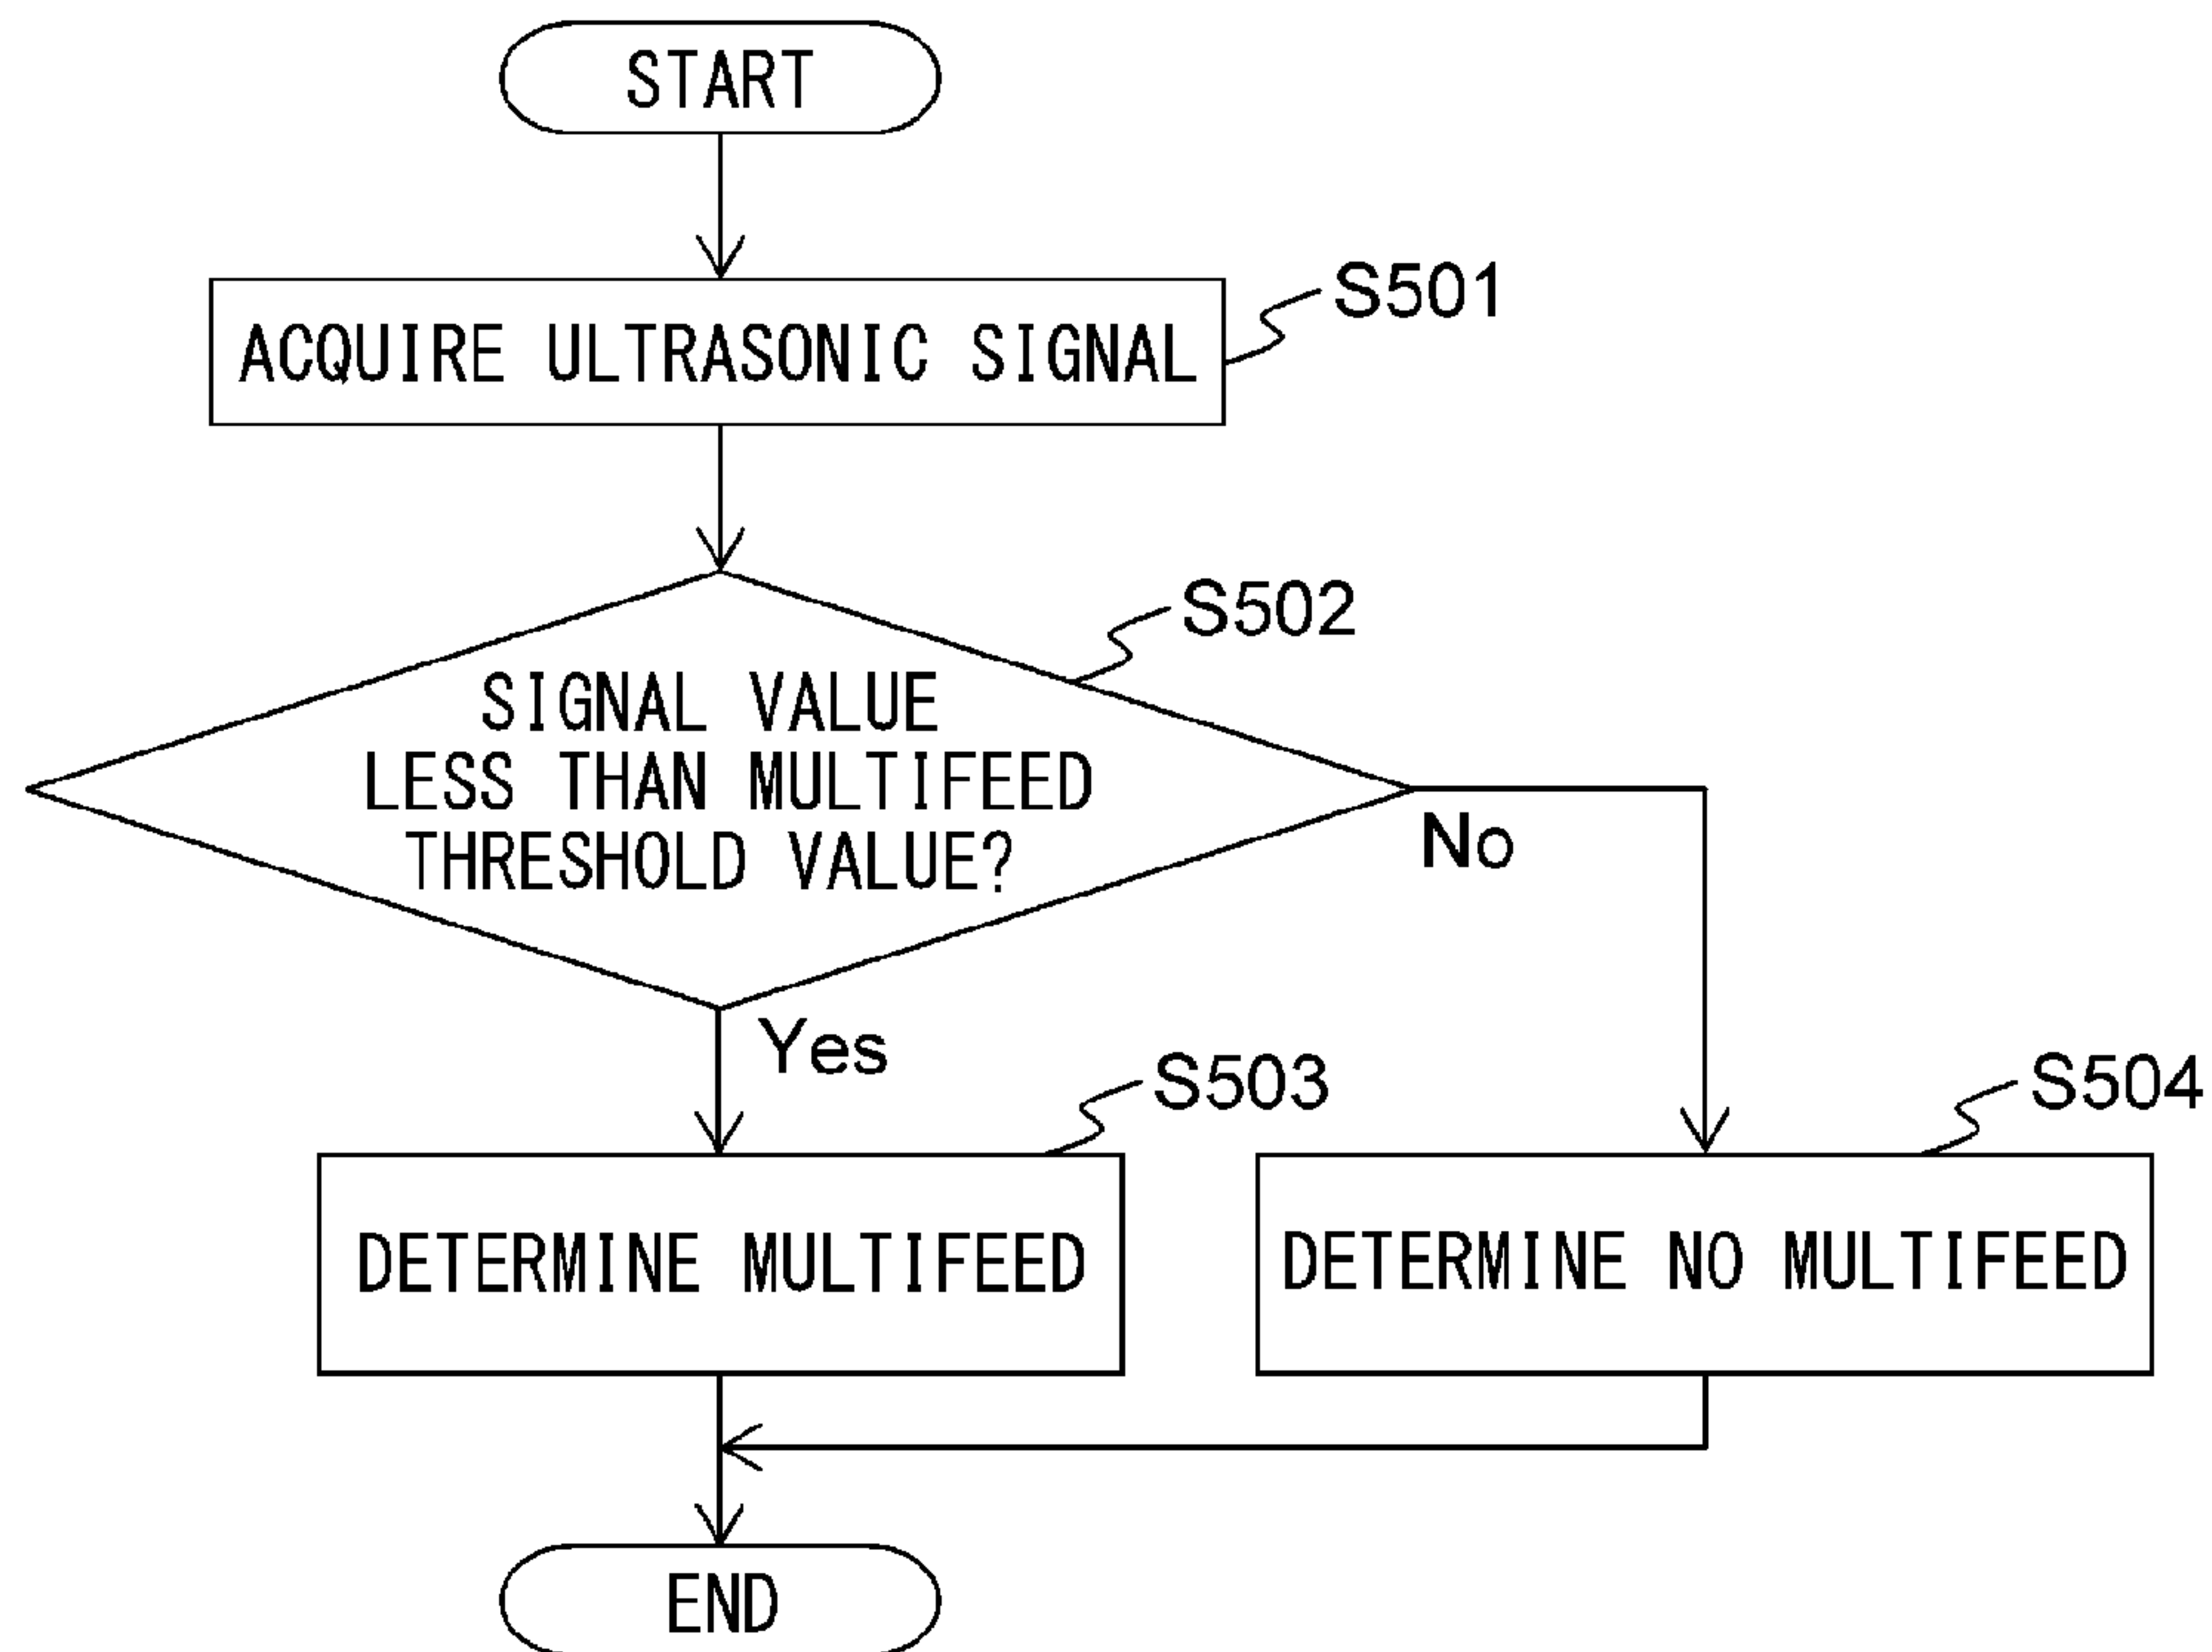 START
ACQUIRE ULTRASONIC SIGNAL
S501
S502
SIGNAL VALUE
LESS THAN MULTIFEED
THRESHOLD VALUE?
No
Yes
S503
S504
DETERMINE MULTIFEED
DETERMINE NO MULTIFEED
END